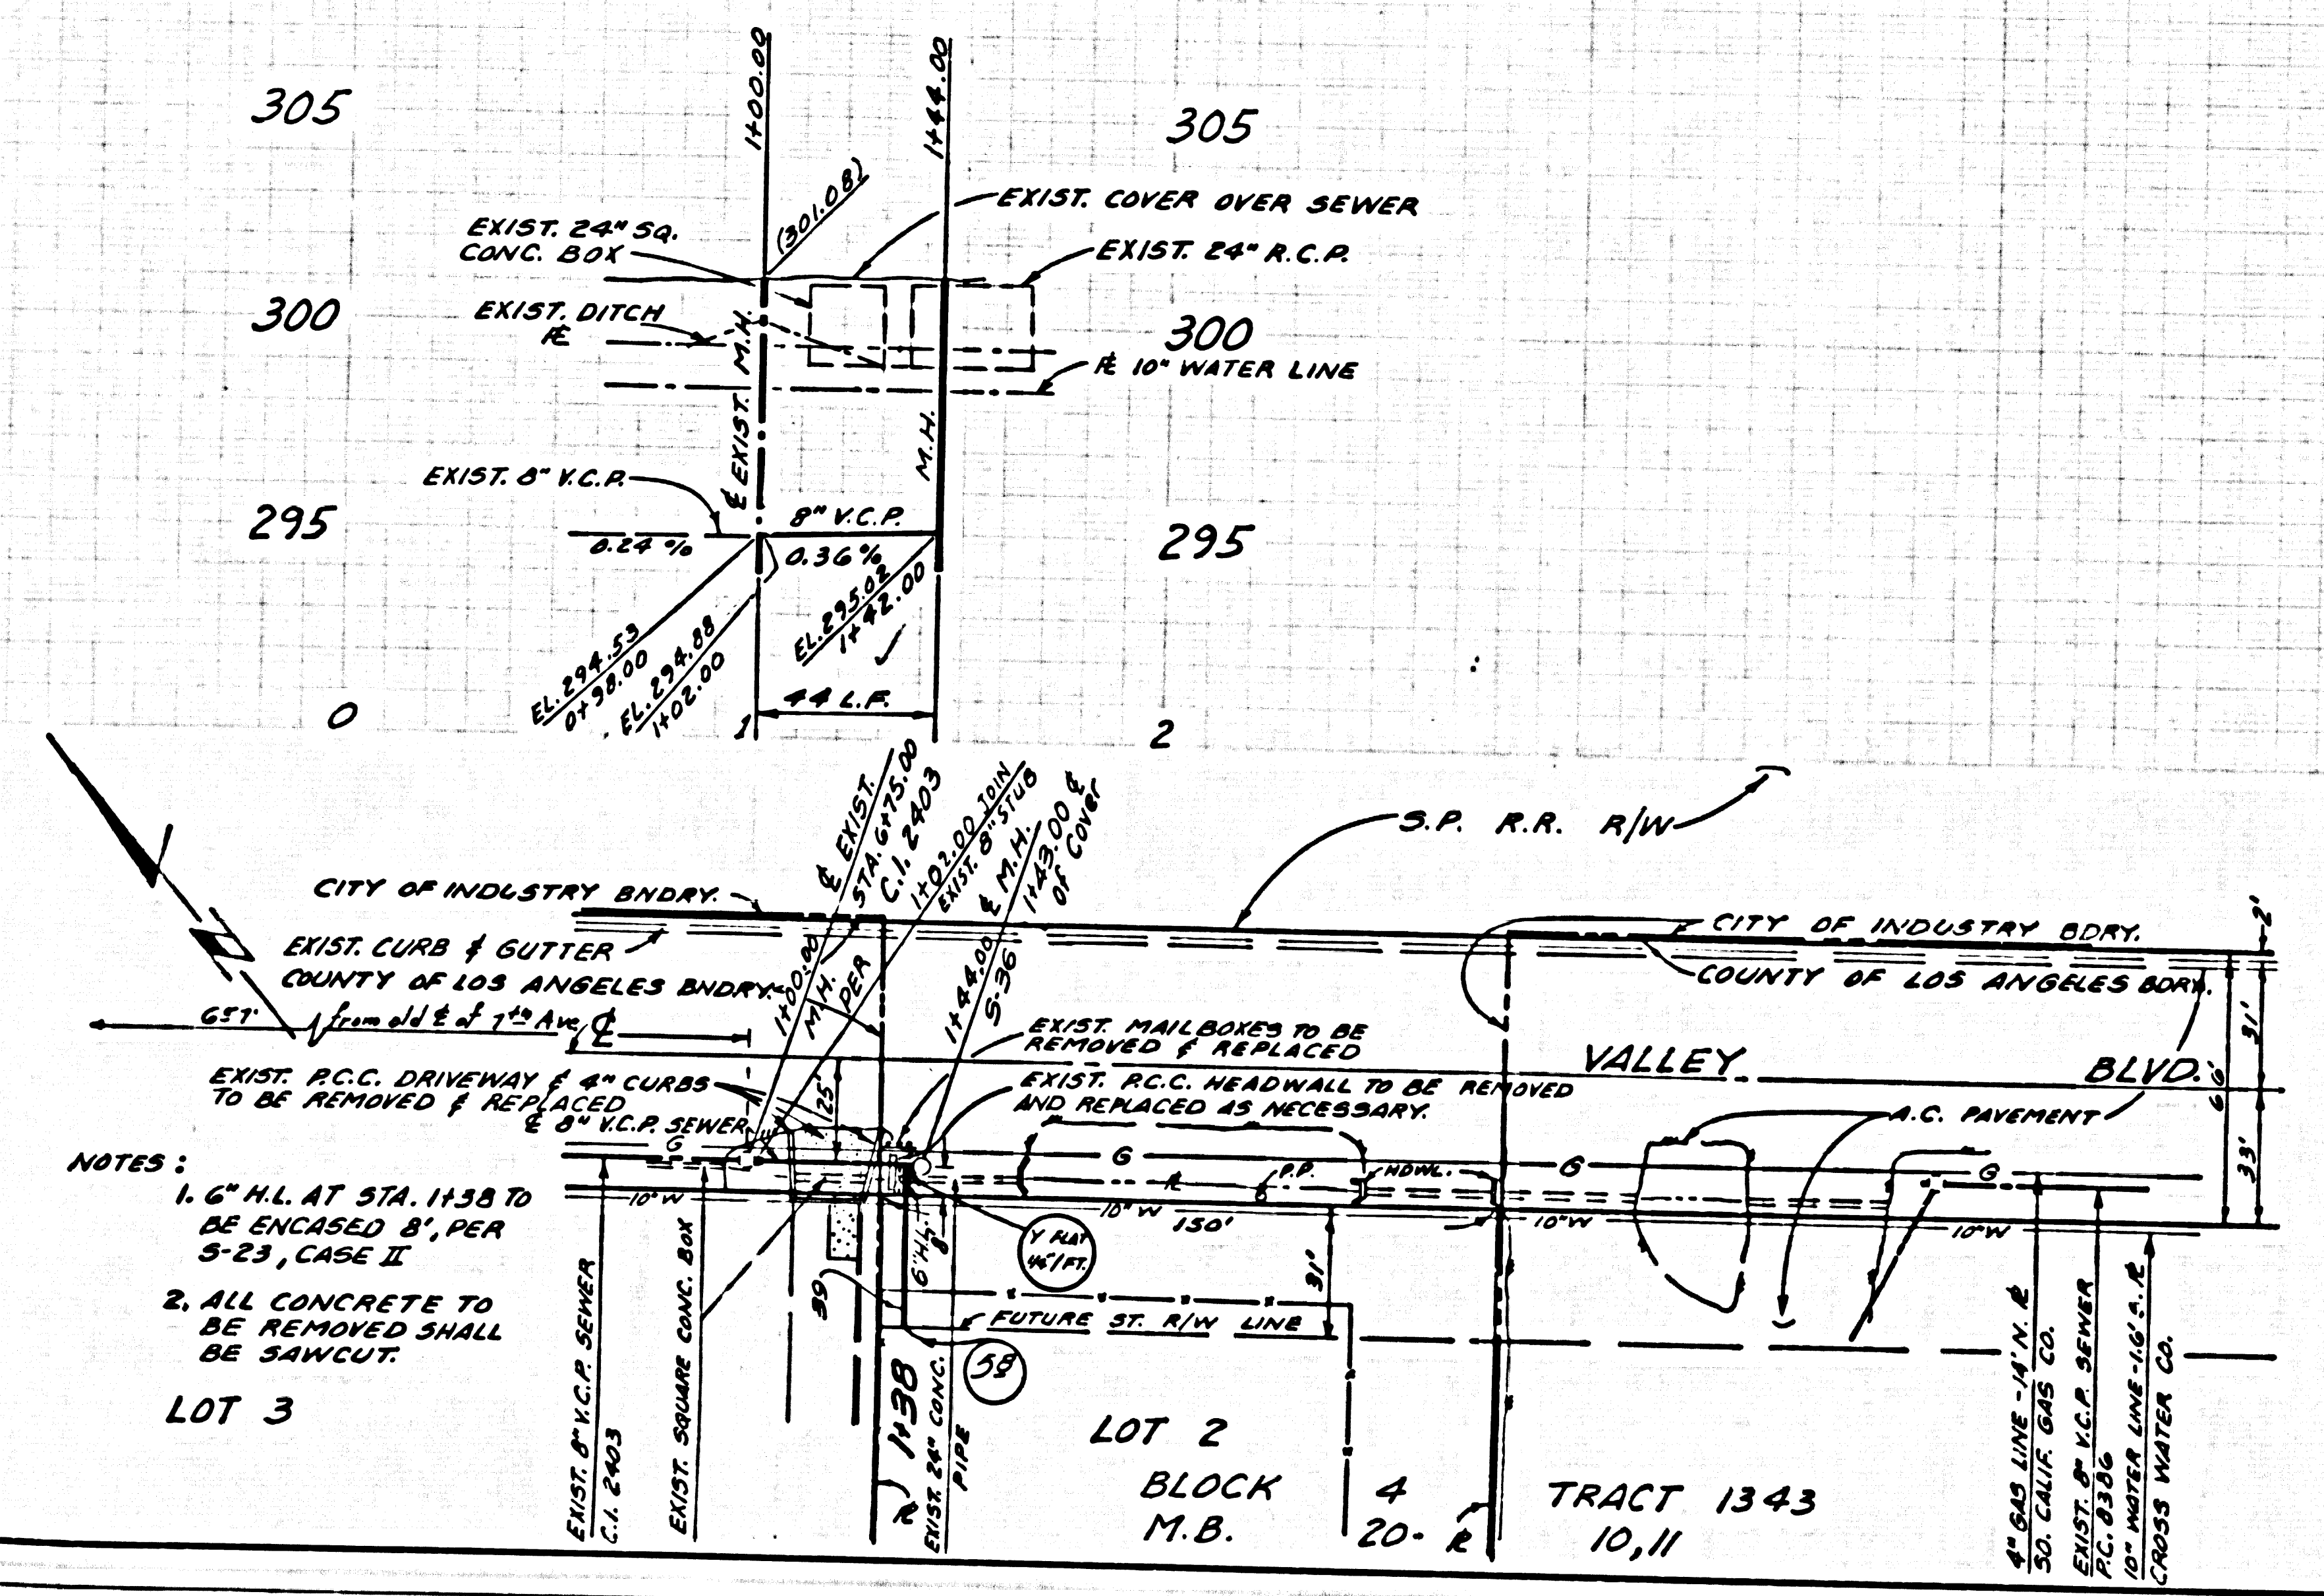 1+00.00
1+44.00
305
305
(301.08)
EXIST. COVER OVER SEWER
EXIST. 24" SQ.
CONC. BOX
EXIST. 24" R.C.P.
300
EXIST. DITCH
℄ EXIST. M.H.
M.H.
300
10" WATER LINE
EXIST. 8" V.C.P.
295
8" V.C.P.
0.24 %
0.36 %
295
EL. 294.53
0+98.00
EL. 294.88
1+02.00
EL. 295.02
1+42.00
44 L.F.
0
1
2
℄ EXIST.
STA. 6+75.00
C.I. 2403
1+02.00 JOIN
EXIST. 8" STUB
℄ M.H.
1+43.00 ℄
of Cover
S.P. R.R. R/W
CITY OF INDUSTRY BNDRY.
EXIST. CURB & GUTTER
COUNTY OF LOS ANGELES BNDRY.
657'
from old ℄ of 7th Ave.
℄
1+00.00
M.H.
PER
1+44.00
S-36
CITY OF INDUSTRY BDRY.
COUNTY OF LOS ANGELES BDRY.
2'
31'
66'
33'
EXIST. MAILBOXES TO BE
REMOVED & REPLACED
VALLEY BLVD.
EXIST. P.C.C. DRIVEWAY & 4" CURBS
TO BE REMOVED & REPLACED
25'
EXIST. P.C.C. HEADWALL TO BE REMOVED
AND REPLACED AS NECESSARY.
A.C. PAVEMENT
℄ 8" V.C.P. SEWER
G
G
G
G
P.P.
HDWL.
10" W
10" W
10" W
10" W
150'
NOTES :
1. 6" H.L. AT STA. 1+38 TO
BE ENCASED 8', PER
S-23, CASE II
2. ALL CONCRETE TO
BE REMOVED SHALL
BE SAWCUT.
LOT 3
39
6" H.L.
8'
Y FLAT
31'
FUTURE ST. R/W LINE
58
1+38
EXIST. 8" V.C.P. SEWER
C.I. 2403
EXIST. SQUARE CONC. BOX
EXIST. 24" CONC.
PIPE
LOT 2
BLOCK 4
M.B. 20-
TRACT 1343
10,11
4" GAS LINE -14' N.
SO. CALIF. GAS CO.
EXIST. 8" V.C.P. SEWER
P.C. 8386
10" WATER LINE -1.6' S.
CROSS WATER CO.